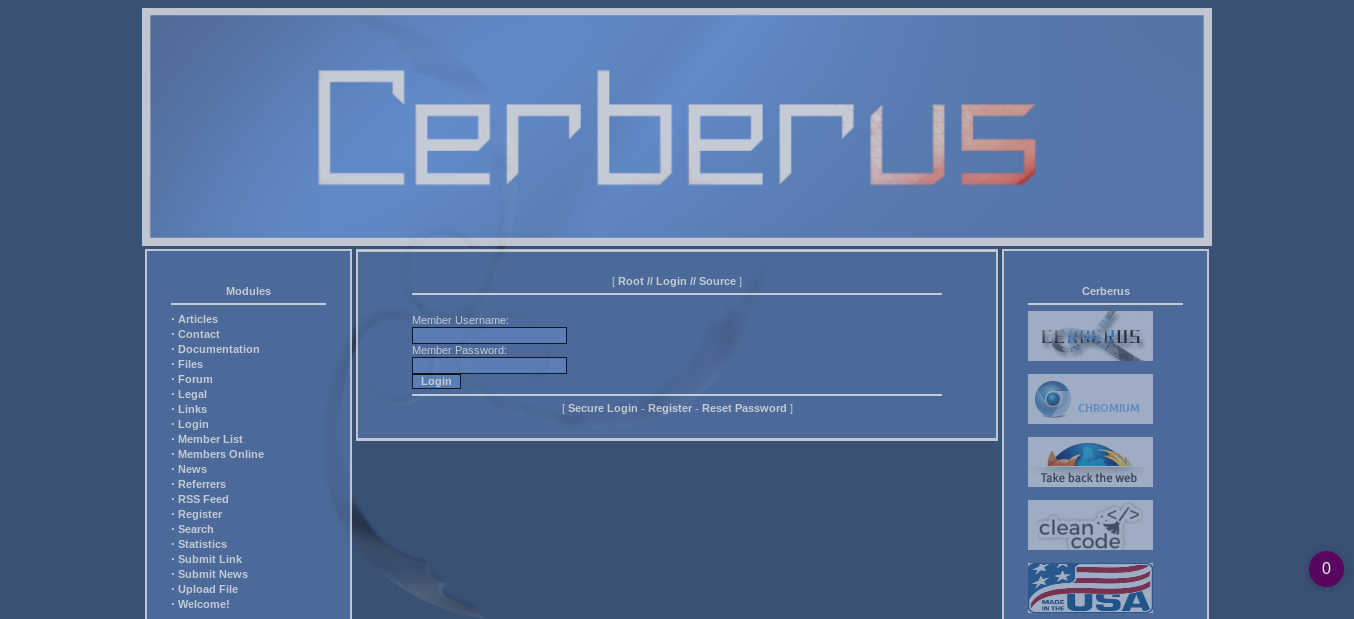 Cerberus
Modules
· Articles
· Contact
· Documentation
· Files
· Forum
· Legal
· Links
· Login
· Member List
· Members Online
· News
· Referrers
· RSS Feed
· Register
· Search
· Statistics
· Submit Link
· Submit News
· Upload File
· Welcome!
[ Root // Login // Source ]
Member Username:
Member Password:
Login
[ Secure Login - Register - Reset Password ]
Cerberus
CERBERUS
CHROMIUM
Take back the web
clean </>
code
MADE
IN THE USA
0